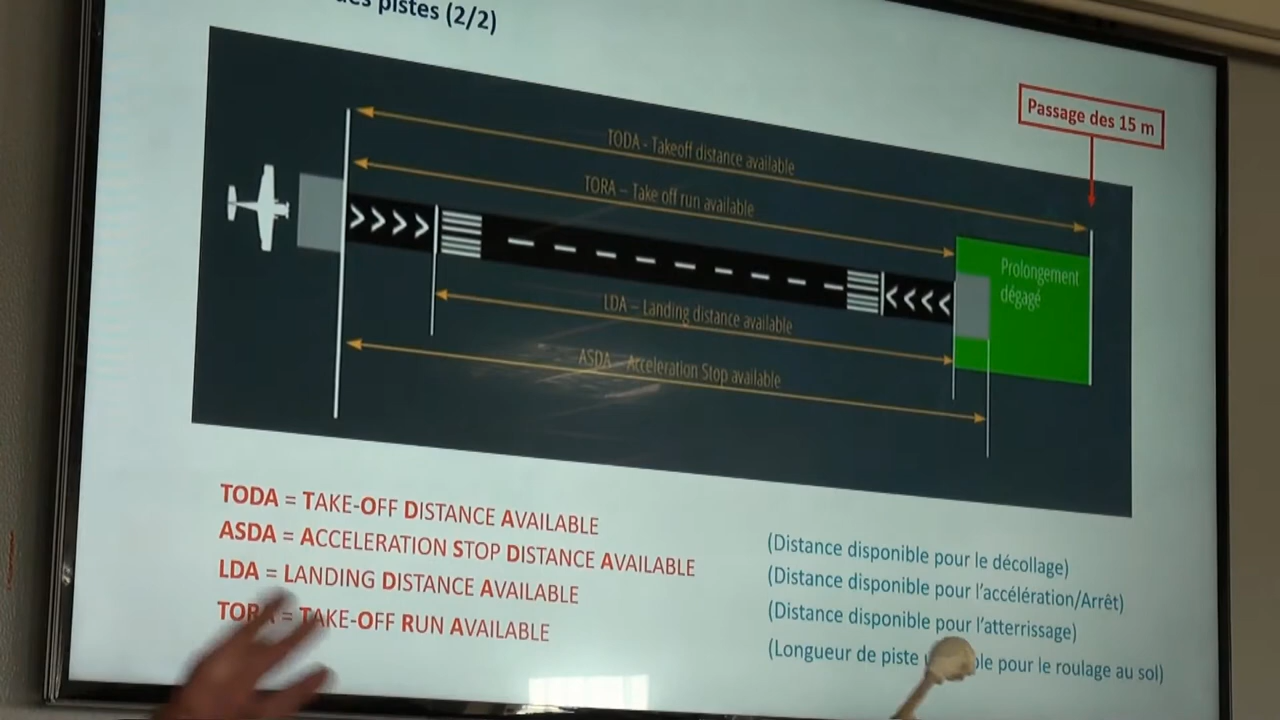 des pistes (2/2)
Passage des 15 m
TODA - Takeoff distance available
TORA – Take off run available
Prolongement
dégagé
LDA – Landing distance available
ASDA – Acceleration Stop available
TODA = TAKE-OFF DISTANCE AVAILABLE
(Distance disponible pour le décollage)
ASDA = ACCELERATION STOP DISTANCE AVAILABLE
(Distance disponible pour l'accélération/Arrêt)
LDA = LANDING DISTANCE AVAILABLE
(Distance disponible pour l'atterrissage)
TORA = TAKE-OFF RUN AVAILABLE
(Longueur de piste pour le roulage au sol)